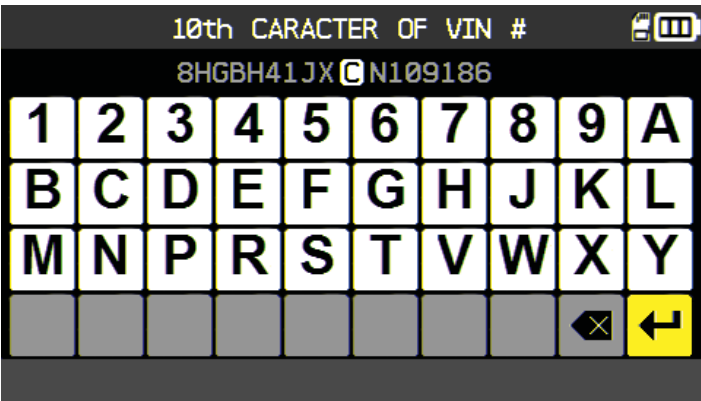 10th CARACTER OF VIN #
8HGBH41JXCN109186
1 2 3 4 5 6 7 8 9 A
B C D E F G H J K L
M N P R S T V W X Y